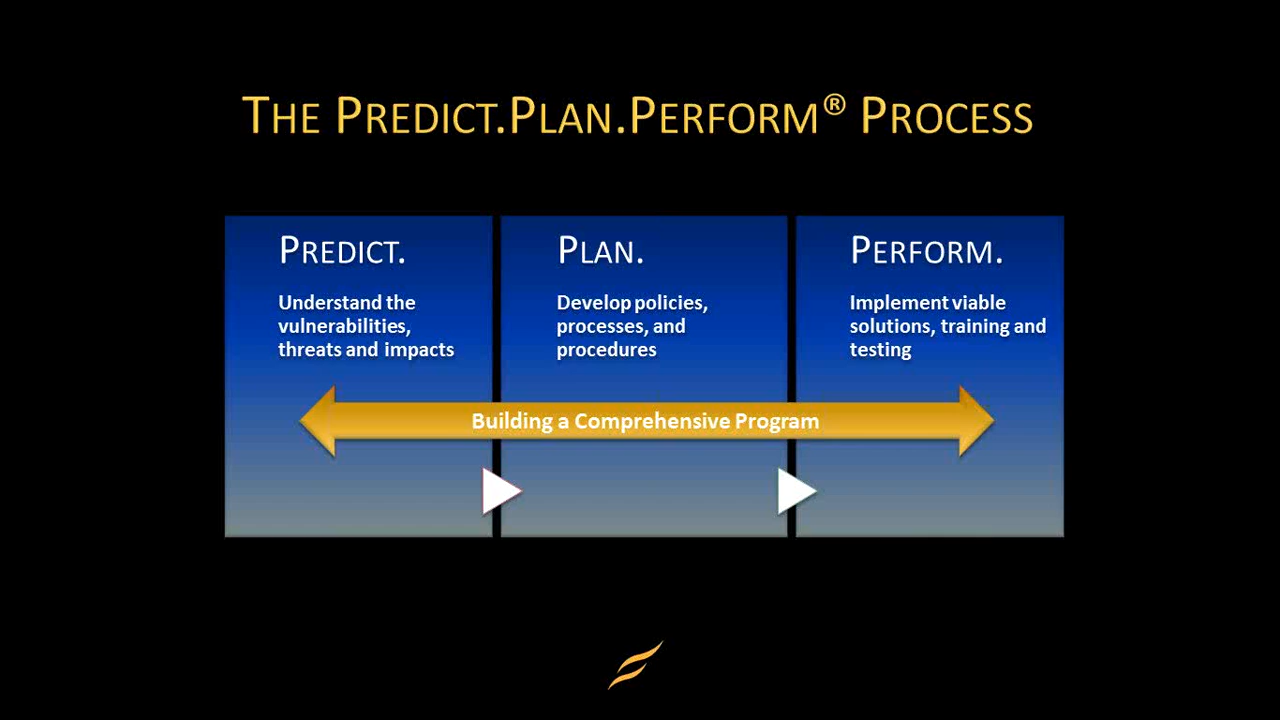 THE PREDICT.PLAN.PERFORM® PROCESS
PREDICT.
Understand the
vulnerabilities,
threats and impacts
PLAN.
Develop policies,
processes, and
procedures
PERFORM.
Implement viable
solutions, training and
testing
Building a Comprehensive Program